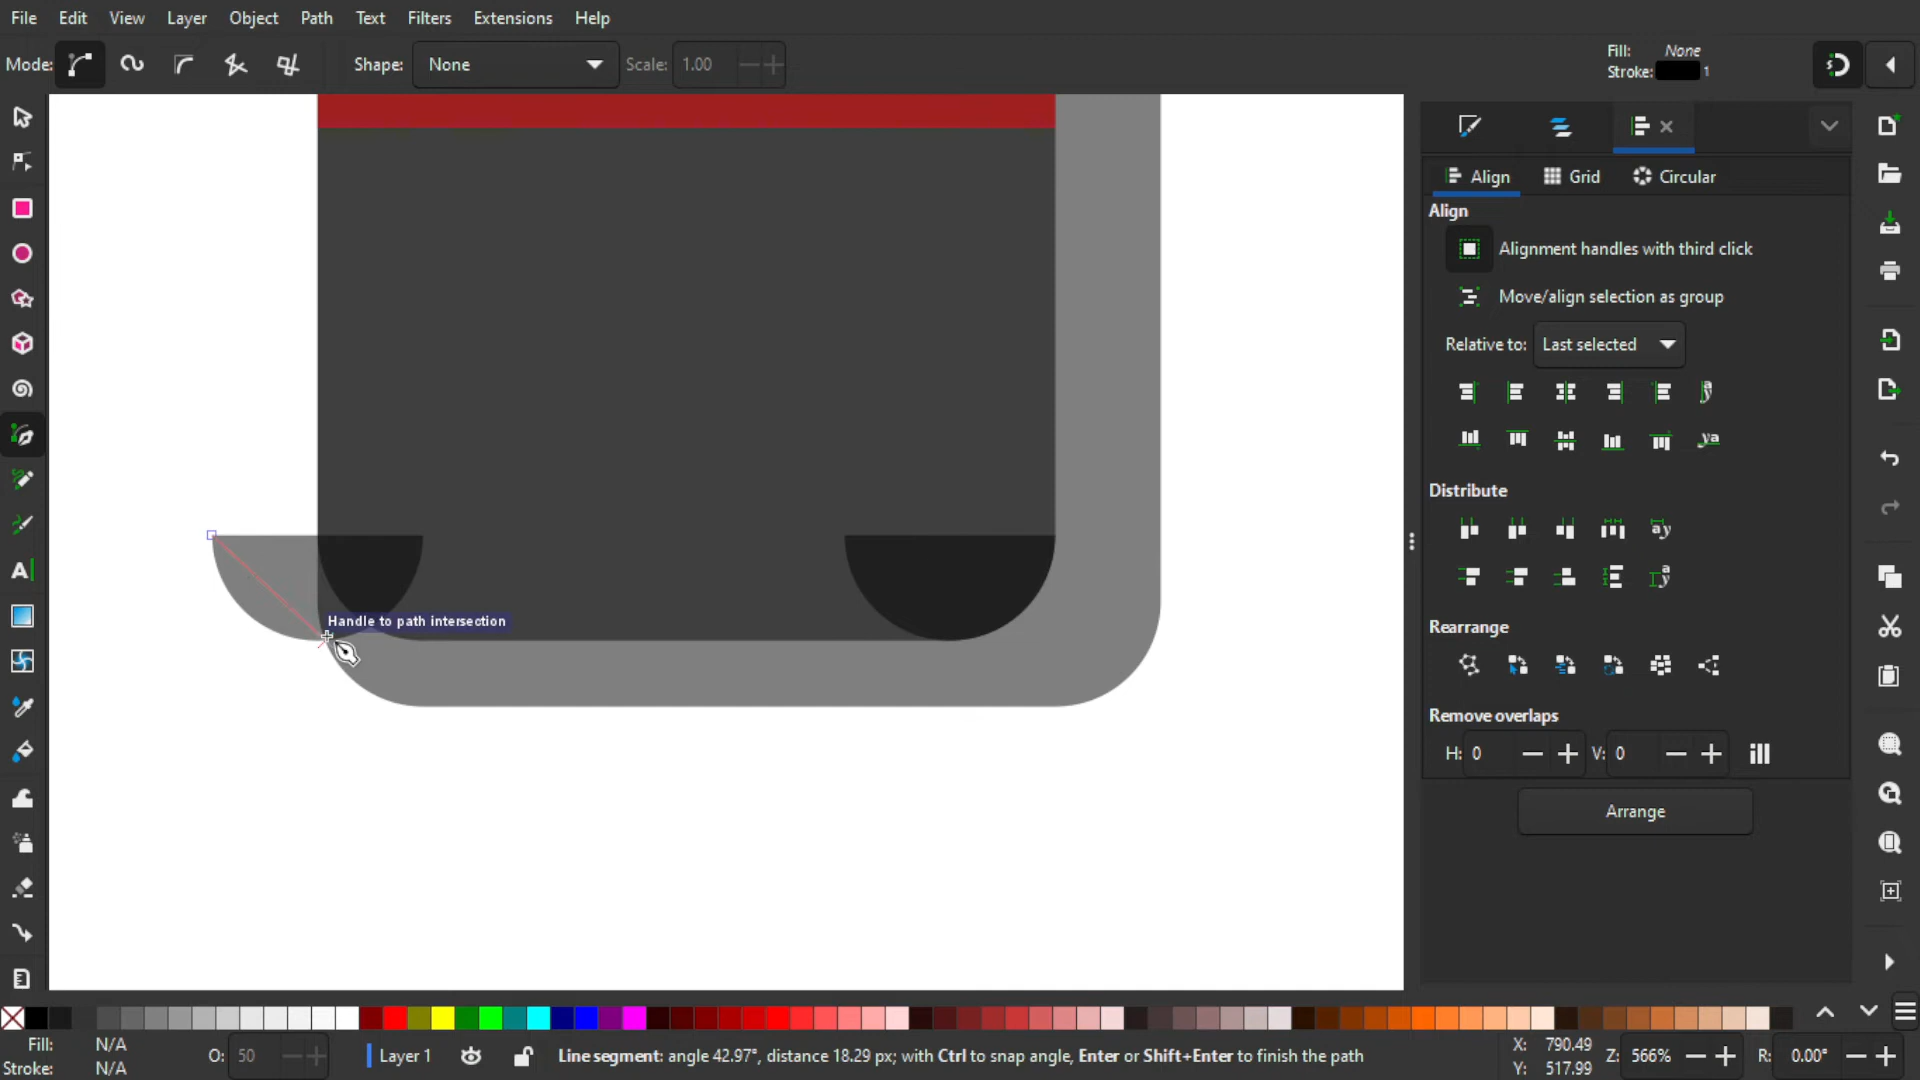 File Edit View Layer Object Path Text Filters Extensions Help
Mode: Shape: None Scale: 1.00
Fill: None
Stroke: 1
Align Grid Circular
Align
Alignment handles with third click
Move/align selection as group
Relative to: Last selected
Distribute
Rearrange
Remove overlaps
H: 0 V: 0
Arrange
Handle to path intersection
Fill: N/A
Stroke: N/A
O: 50
Layer 1
Line segment: angle 42.97°, distance 18.29 px; with Ctrl to snap angle, Enter or Shift+Enter to finish the path
X: 790.49
Y: 517.99
Z: 566%
R: 0.00°